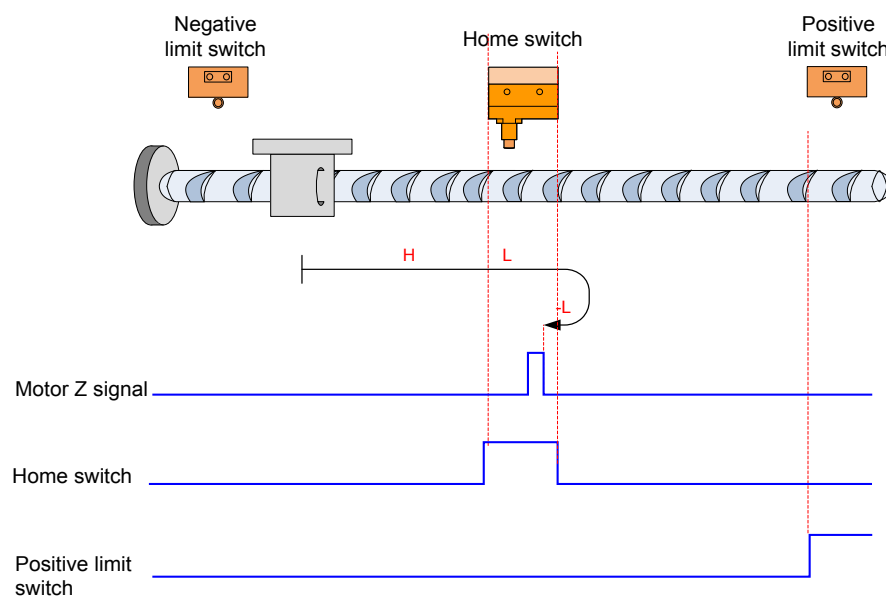 Negative
limit switch
Home switch
Positive
limit switch
H
L
-L
Motor Z signal
Home switch
Positive limit
switch